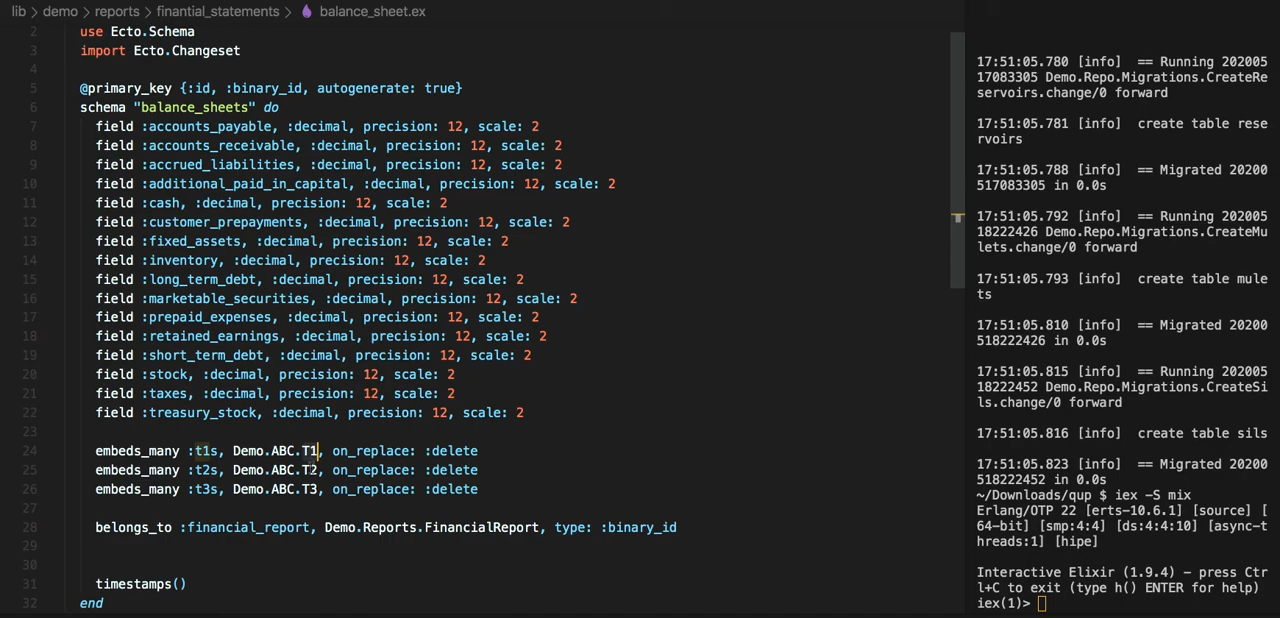 lib > demo > reports > finantial_statements > balance_sheet.ex
2 use Ecto.Schema
3 import Ecto.Changeset
4
5 @primary_key {:id, :binary_id, autogenerate: true}
6 schema "balance_sheets" do
7 field :accounts_payable, :decimal, precision: 12, scale: 2
8 field :accounts_receivable, :decimal, precision: 12, scale: 2
9 field :accrued_liabilities, :decimal, precision: 12, scale: 2
10 field :additional_paid_in_capital, :decimal, precision: 12, scale: 2
11 field :cash, :decimal, precision: 12, scale: 2
12 field :customer_prepayments, :decimal, precision: 12, scale: 2
13 field :fixed_assets, :decimal, precision: 12, scale: 2
14 field :inventory, :decimal, precision: 12, scale: 2
15 field :long_term_debt, :decimal, precision: 12, scale: 2
16 field :marketable_securities, :decimal, precision: 12, scale: 2
17 field :prepaid_expenses, :decimal, precision: 12, scale: 2
18 field :retained_earnings, :decimal, precision: 12, scale: 2
19 field :short_term_debt, :decimal, precision: 12, scale: 2
20 field :stock, :decimal, precision: 12, scale: 2
21 field :taxes, :decimal, precision: 12, scale: 2
22 field :treasury_stock, :decimal, precision: 12, scale: 2
23
24 embeds_many :t1s, Demo.ABC.T1, on_replace: :delete
25 embeds_many :t2s, Demo.ABC.T2, on_replace: :delete
26 embeds_many :t3s, Demo.ABC.T3, on_replace: :delete
27
28 belongs_to :financial_report, Demo.Reports.FinancialReport, type: :binary_id
29
30
31 timestamps()
32 end
17:51:05.780 [info]  == Running 202005
17083305 Demo.Repo.Migrations.CreateRe
servoirs.change/0 forward
17:51:05.781 [info]  create table rese
rvoirs
17:51:05.788 [info]  == Migrated 20200
517083305 in 0.0s
17:51:05.792 [info]  == Running 202005
18222426 Demo.Repo.Migrations.CreateMu
lets.change/0 forward
17:51:05.793 [info]  create table mule
ts
17:51:05.810 [info]  == Migrated 20200
518222426 in 0.0s
17:51:05.815 [info]  == Running 202005
18222452 Demo.Repo.Migrations.CreateSi
ls.change/0 forward
17:51:05.816 [info]  create table sils
17:51:05.823 [info]  == Migrated 20200
518222452 in 0.0s
~/Downloads/qup $ iex -S mix
Erlang/OTP 22 [erts-10.6.1] [source] [
64-bit] [smp:4:4] [ds:4:4:10] [async-t
hreads:1] [hipe]
Interactive Elixir (1.9.4) - press Ctr
l+C to exit (type h() ENTER for help)
iex(1)>